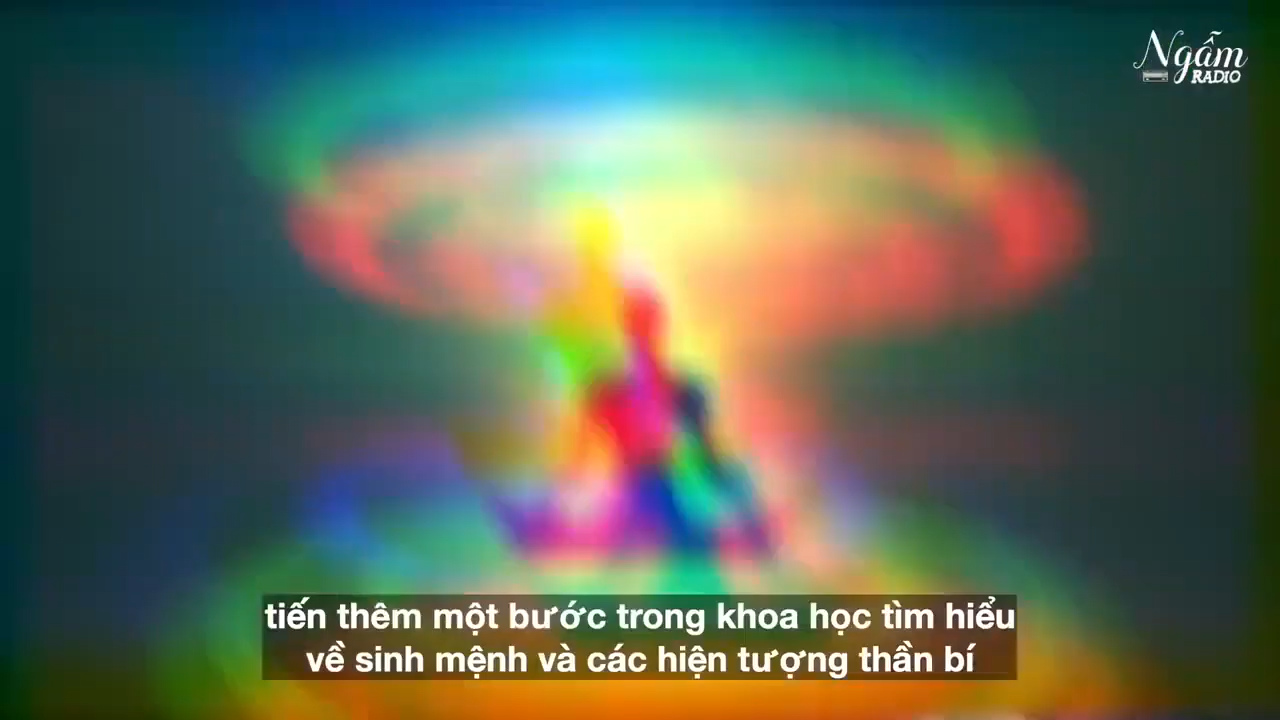 Ngẫm
RADIO
tiến thêm một bước trong khoa học tìm hiểu
về sinh mệnh và các hiện tượng thần bí